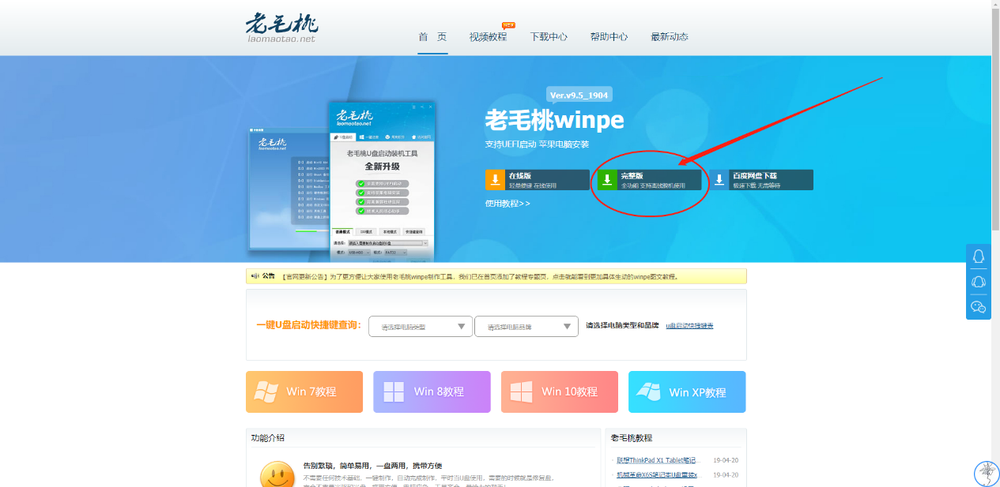 老毛桃
laomaotao.net
NEW
首 页 视频教程 下载中心 帮助中心 最新动态
Ver.v9.5_1904
老毛桃winpe
支持UEFI启动 苹果电脑安装
在线版
轻巧便捷 在线使用
完整版
全功能 支持离线装机使用
百度网盘下载
极速下载 无需等待
使用教程>>
老毛桃
laomaotao.net
老毛桃
laomaotao.net
老毛桃U盘启动装机工具
全新升级
普通模式
公告 【官网更新公告】为了更方便让大家使用老毛桃winpe制作工具，我们已在首页添加了教程专题页，点击就能看到更加具体生动的winpe图文教程。
一键U盘启动快捷键查询：
请选择电脑类型
请选择电脑品牌
请选择电脑类型和品牌
u盘启动快捷键表
Win 7教程
Win 8教程
Win 10教程
Win XP教程
功能介绍
告别繁琐，简单易用，一盘两用，携带方便
不需要任何技术基础，一键制作，自动完成制作，平时当U盘使用，需要的时候就是修复盘，
老毛桃教程
联想ThinkPad X1 Tablet笔记... 19-04-20
机械革命X6S笔记本U盘重装x... 19-04-20